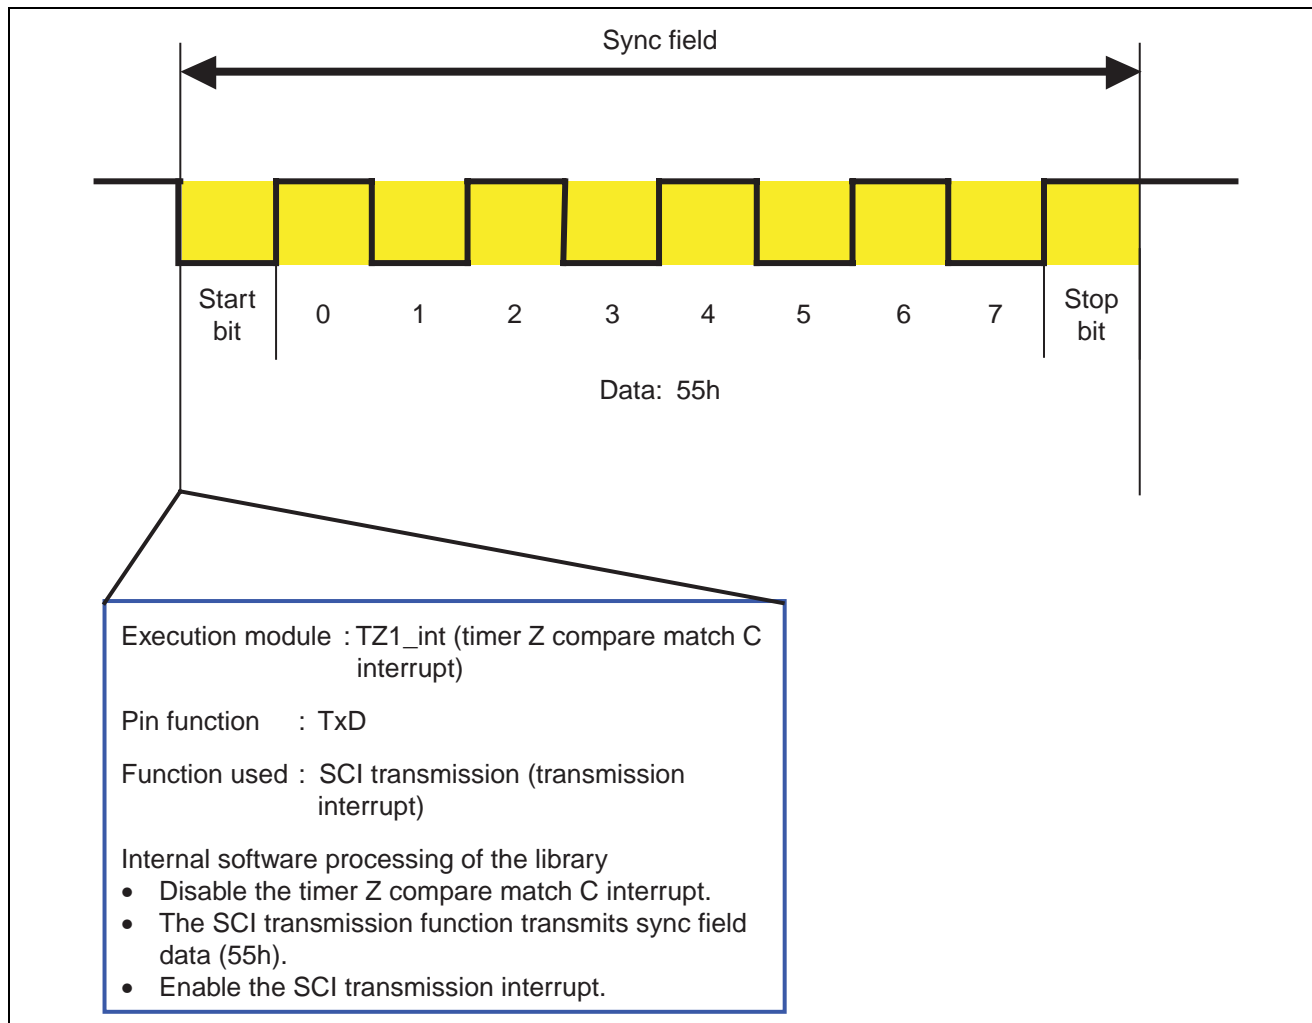 Sync field
Start
bit
0 1 2 3 4 5 6 7
Stop
bit
Data: 55h
Execution module : TZ1_int (timer Z compare match C
interrupt)
Pin function : TxD
Function used : SCI transmission (transmission
interrupt)
Internal software processing of the library
• Disable the timer Z compare match C interrupt.
• The SCI transmission function transmits sync field
data (55h).
• Enable the SCI transmission interrupt.